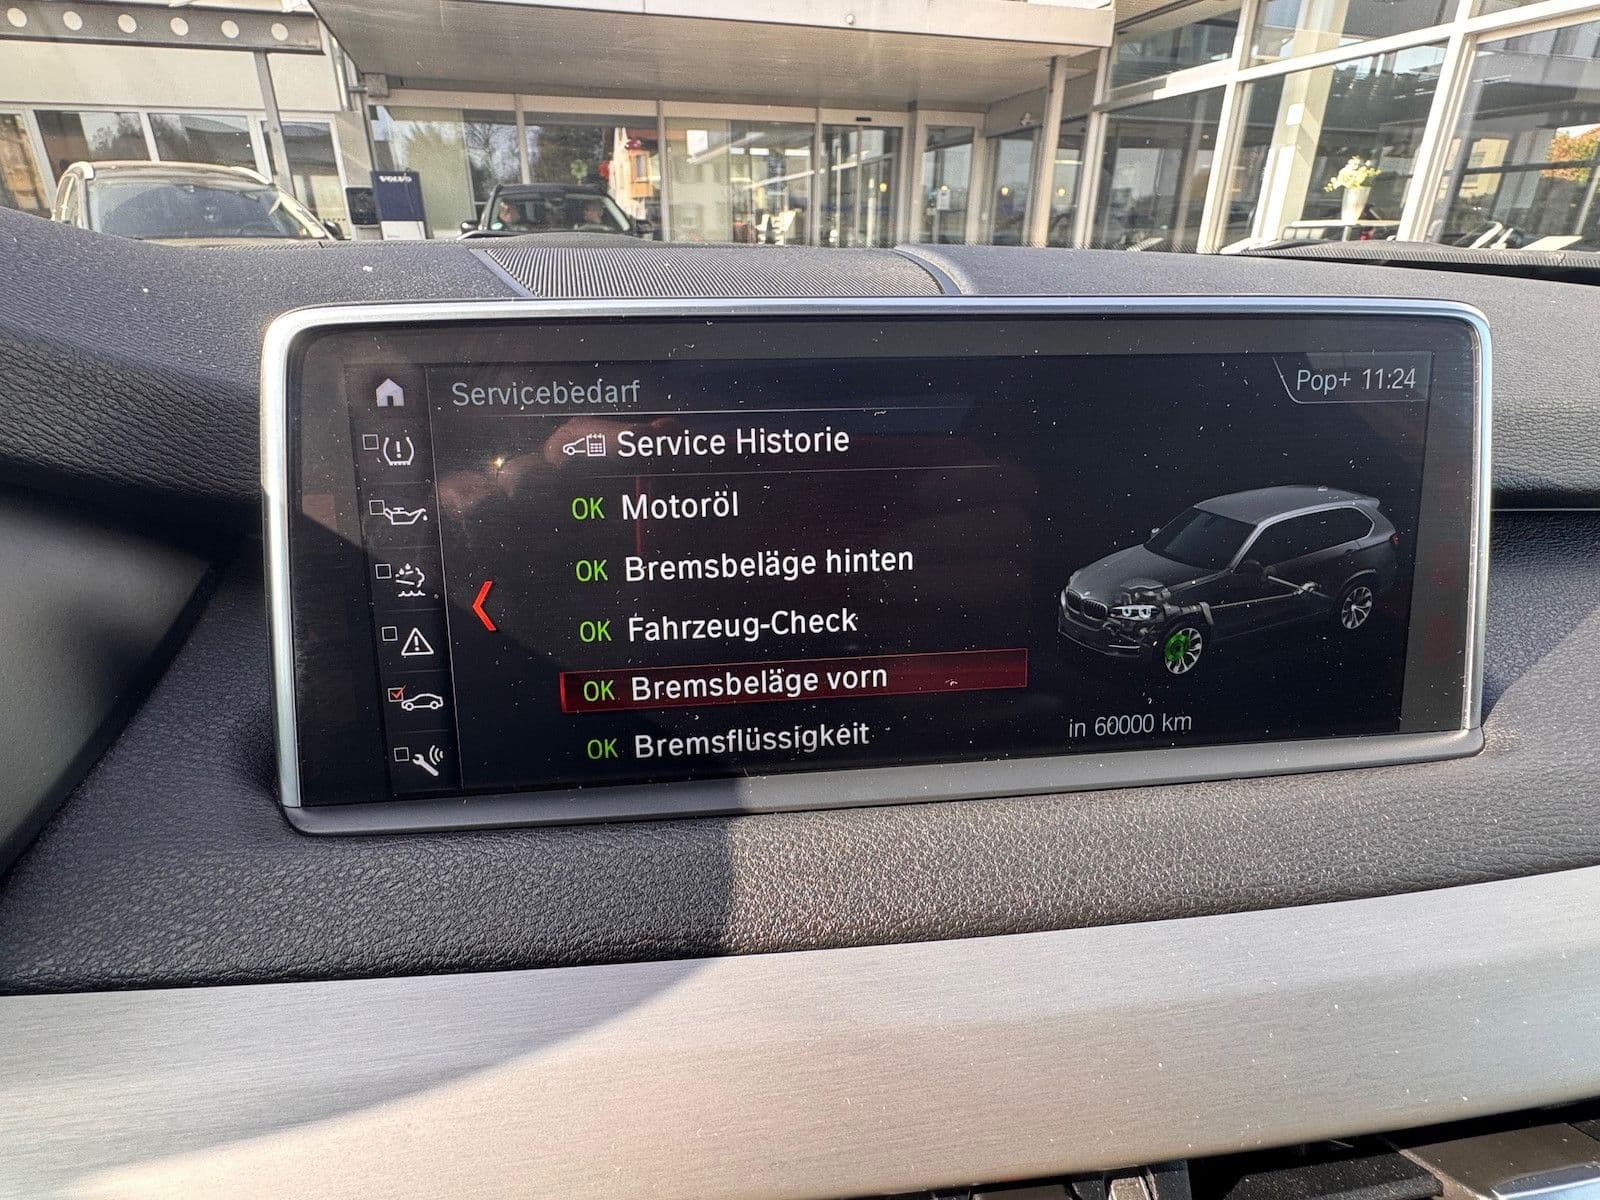 VOLVO
Servicebedarf
Pop+ 11:24
Service Historie
OK Motoröl
OK Bremsbeläge hinten
OK Fahrzeug-Check
OK Bremsbeläge vorn
OK Bremsflüssigkeit
in 60000 km